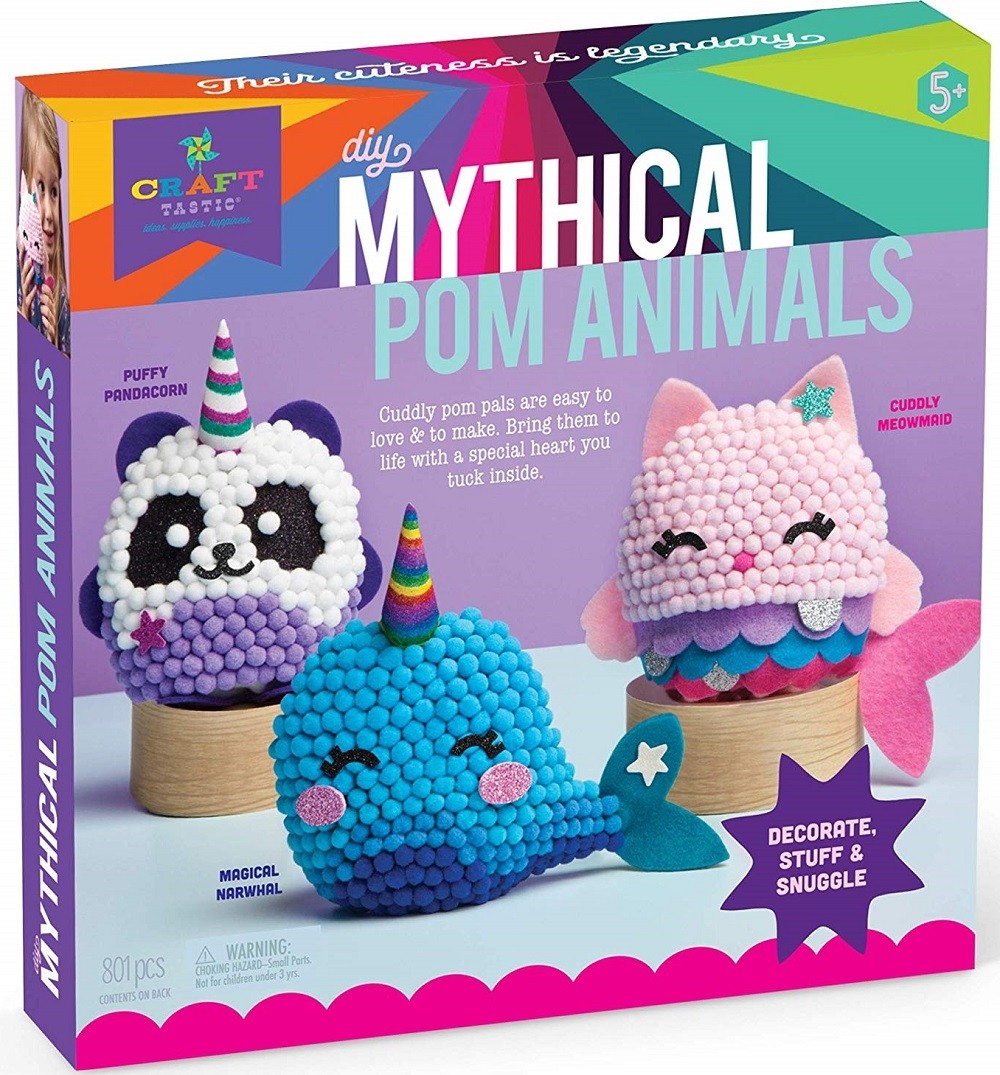 Their cuteness is legendary
5+
CRAFT
TASTIC®
Ideas. supplies. happiness.
diy
MYTHICAL
POM ANIMALS
PUFFY
PANDACORN
Cuddly pom pals are easy to
love & to make. Bring them to
life with a special heart you
tuck inside.
CUDDLY
MEOWMAID
MAGICAL
NARWHAL
DECORATE,
STUFF &
SNUGGLE
801 pcs
CONTENTS ON BACK
WARNING:
CHOKING HAZARD–Small Parts.
Not for children under 3 yrs.
diy MYTHICAL POM ANIMALS